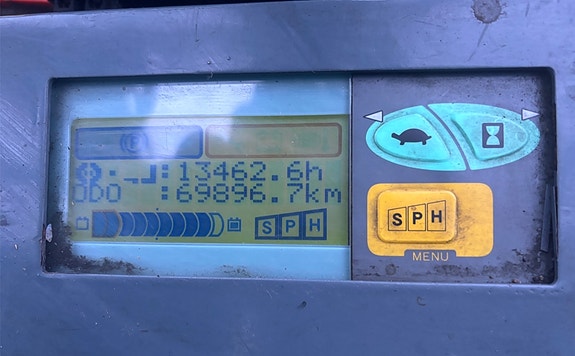 :13462.6h
ODO :69896.7km
SPH
SPH
MENU